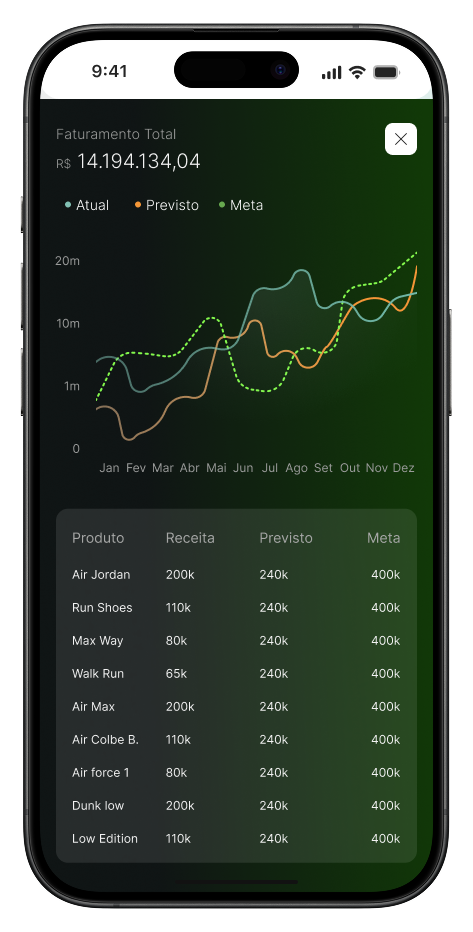 9:41
Faturamento Total
R$ 14.194.134,04
Atual Previsto Meta
20m
10m
1m
0
Jan Fev Mar Abr Mai Jun Jul Ago Set Out Nov Dez
Produto Receita Previsto Meta
Air Jordan 200k 240k 400k
Run Shoes 110k 240k 400k
Max Way 80k 240k 400k
Walk Run 65k 240k 400k
Air Max 200k 240k 400k
Air Colbe B. 110k 240k 400k
Air force 1 80k 240k 400k
Dunk low 200k 240k 400k
Low Edition 110k 240k 400k